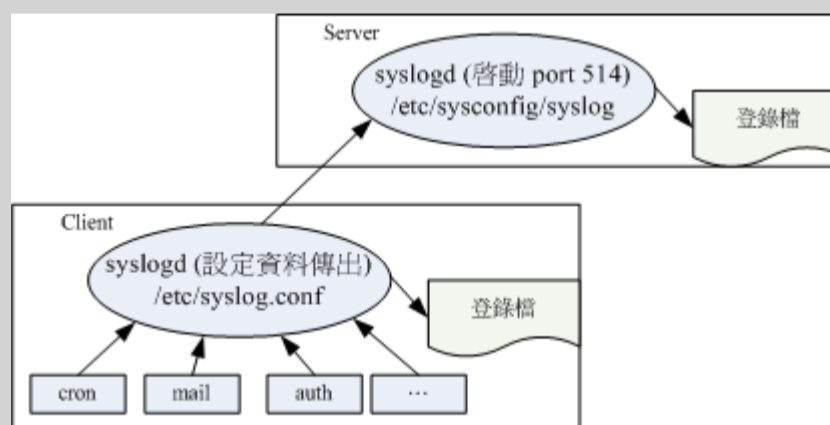 Server
syslogd (啟動 port 514)
/etc/sysconfig/syslog
登錄檔
Client
syslogd (設定資料傳出)
/etc/syslog.conf
登錄檔
cron
mail
auth
…